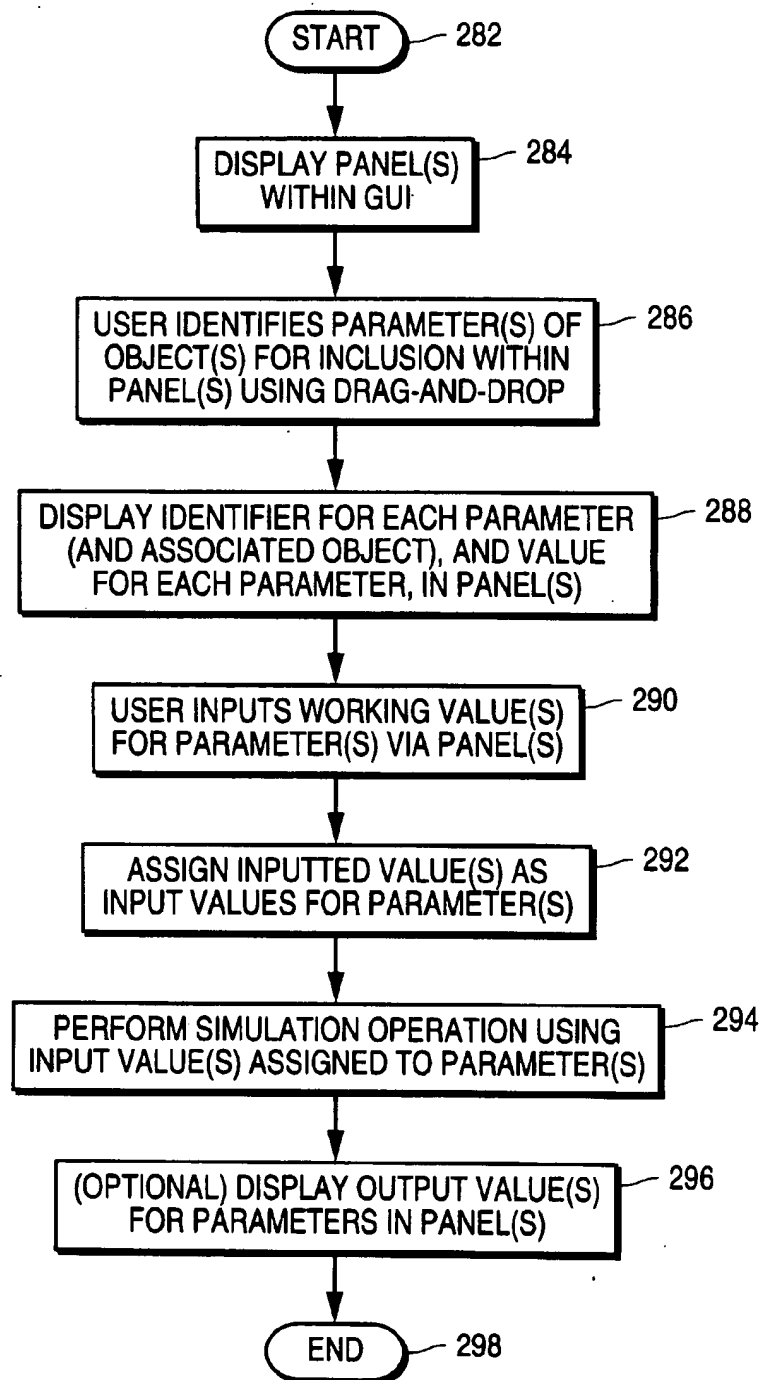 START
282
DISPLAY PANEL(S)
WITHIN GUI
284
USER IDENTIFIES PARAMETER(S) OF
OBJECT(S) FOR INCLUSION WITHIN
PANEL(S) USING DRAG-AND-DROP
286
DISPLAY IDENTIFIER FOR EACH PARAMETER
(AND ASSOCIATED OBJECT), AND VALUE
FOR EACH PARAMETER, IN PANEL(S)
288
USER INPUTS WORKING VALUE(S)
FOR PARAMETER(S) VIA PANEL(S)
290
ASSIGN INPUTTED VALUE(S) AS
INPUT VALUES FOR PARAMETER(S)
292
PERFORM SIMULATION OPERATION USING
INPUT VALUE(S) ASSIGNED TO PARAMETER(S)
294
(OPTIONAL) DISPLAY OUTPUT VALUE(S)
FOR PARAMETERS IN PANEL(S)
296
END
298